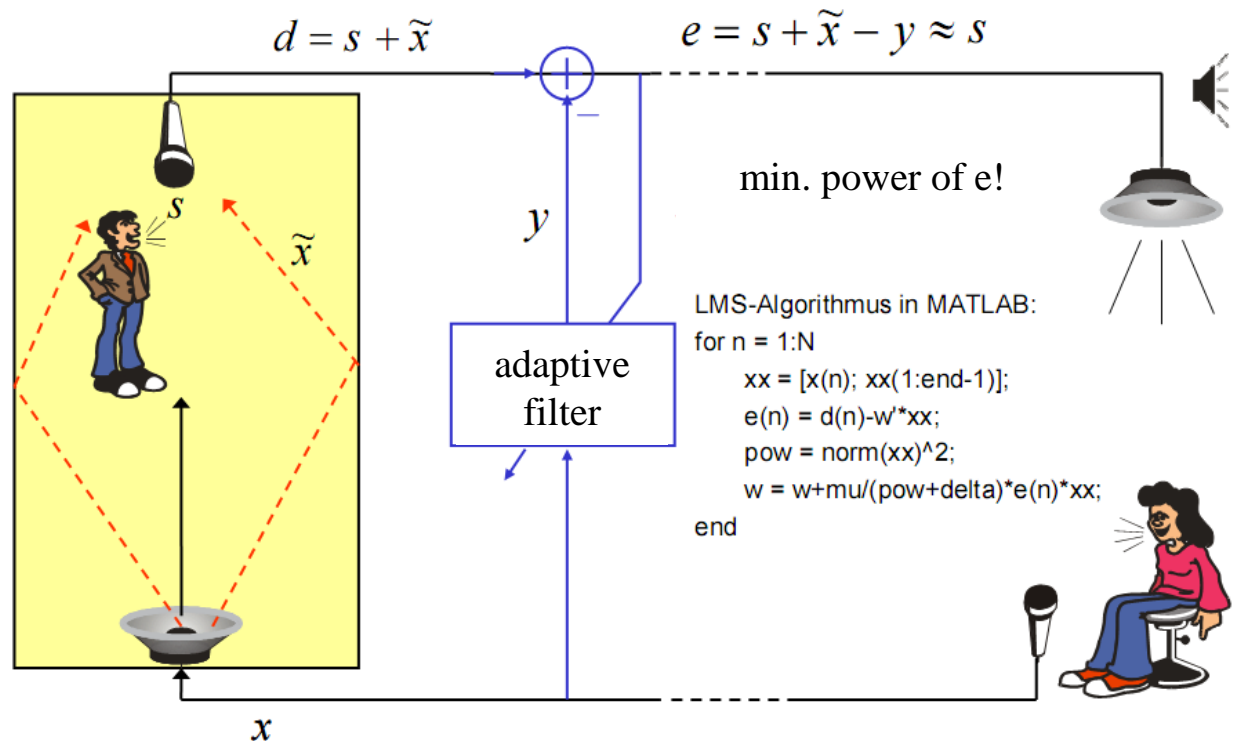 d = s + x̃
e = s + x̃ − y ≈ s
−
min. power of e!
s
x̃
y
LMS-Algorithmus in MATLAB:
for n = 1:N
xx = [x(n); xx(1:end-1)];
e(n) = d(n)-w'*xx;
pow = norm(xx)^2;
w = w+mu/(pow+delta)*e(n)*xx;
end
adaptive
filter
x